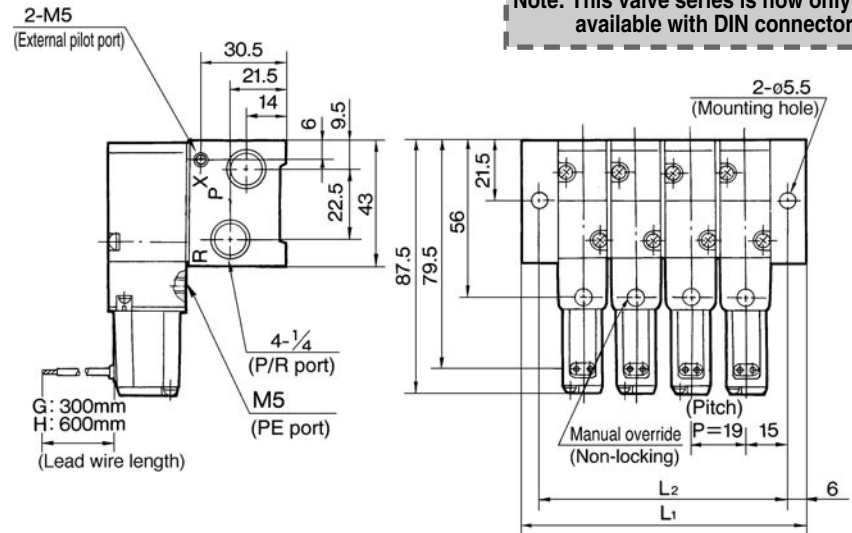 Note: This valve series is now only
available with DIN connector
2-M5
(External pilot port)
30.5
21.5
14
6
9.5
X
P
R
22.5
43
4-1/4
(P/R port)
M5
(PE port)
G: 300mm
H: 600mm
(Lead wire length)
2-ø5.5
(Mounting hole)
21.5
56
79.5
87.5
(Pitch)
P=19
15
Manual override
(Non-locking)
L2
6
L1